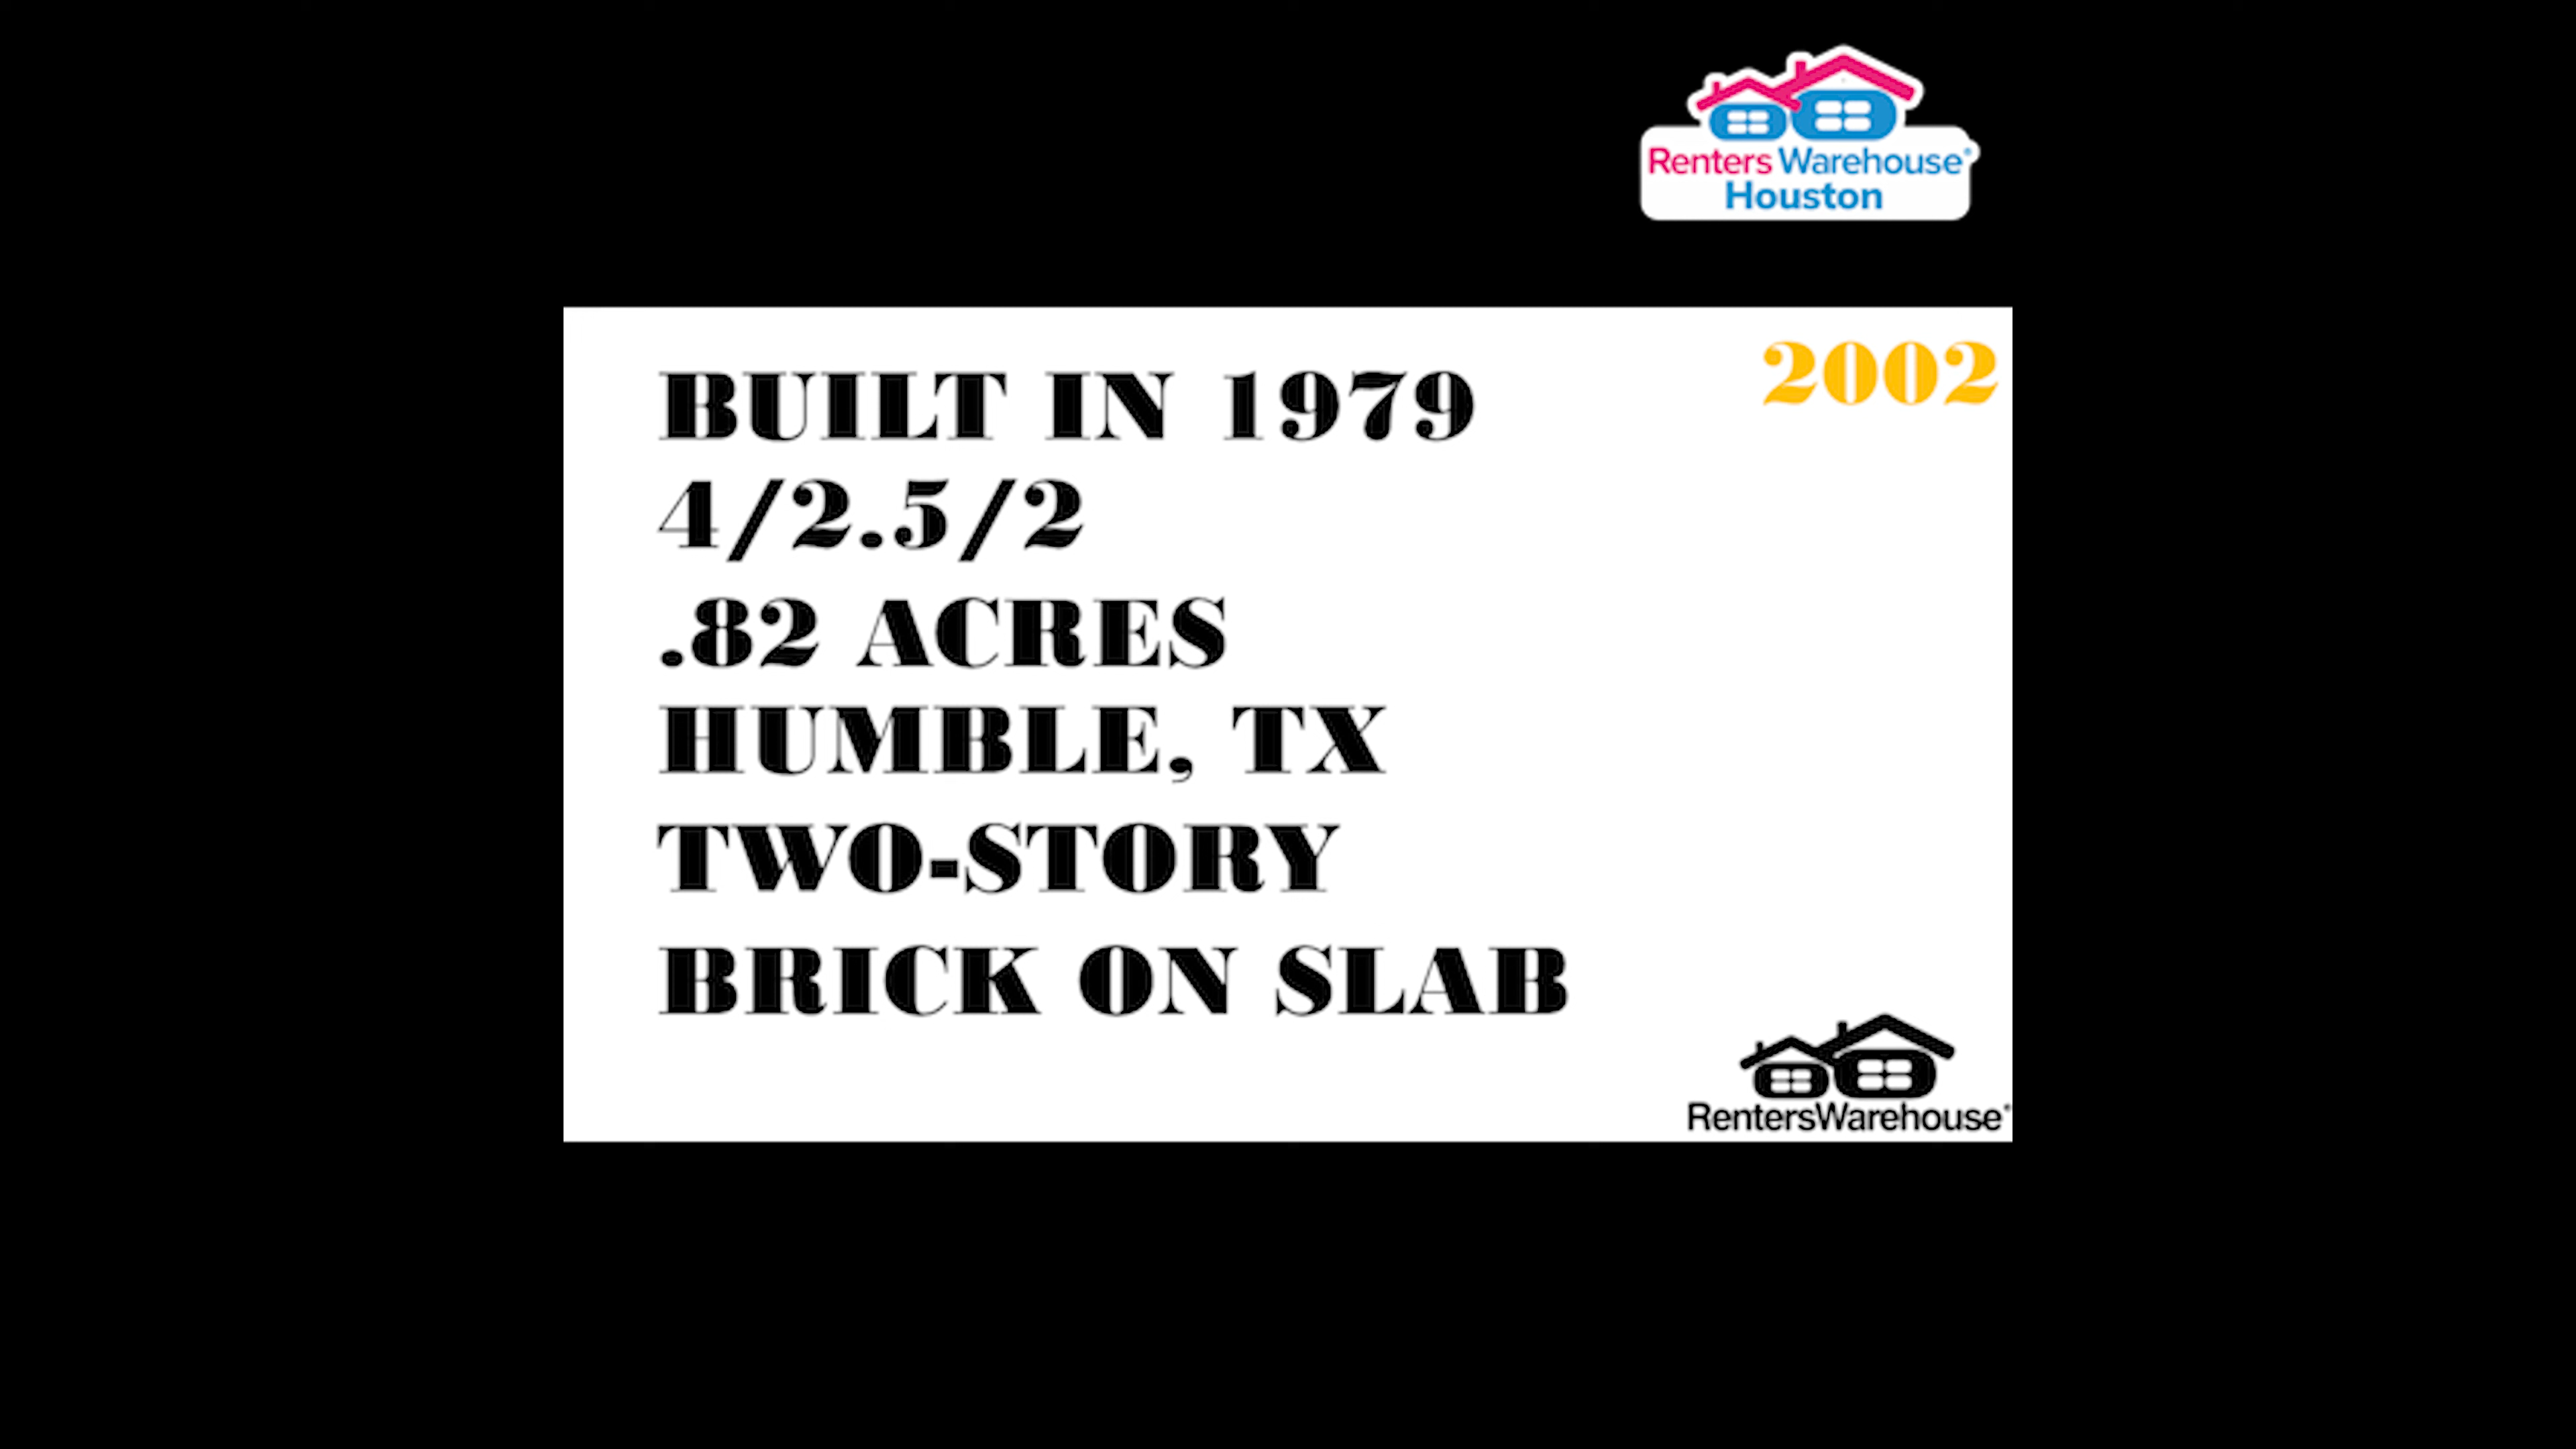 Renters Warehouse®
Houston
2002
BUILT IN 1979
4/2.5/2
.82 ACRES
HUMBLE, TX
TWO-STORY
BRICK ON SLAB
RentersWarehouse®